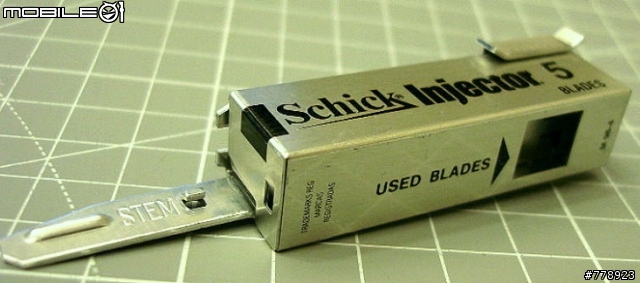 MOBILE01
Schick® Injector 5
BLADES
USED BLADES
TRADEMARKS REG
MARCAS
REGISTRADAS
STEM
#778923